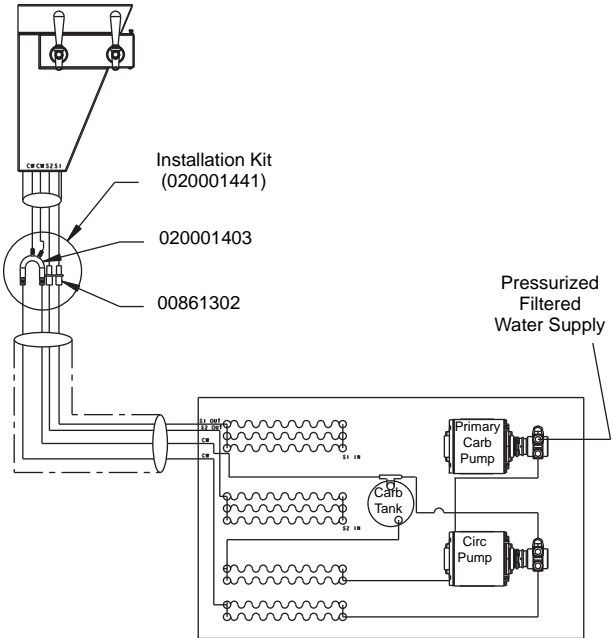 CW CW S2 S1
Installation Kit
(020001441)
020001403
00861302
Pressurized
Filtered
Water Supply
S1 OUT
S2 OUT
CW
CW
S1 IN
S2 IN
Primary
Carb
Pump
Carb
Tank
Circ
Pump